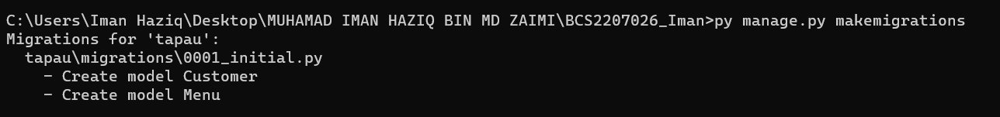 C:\Users\Iman Haziq\Desktop\MUHAMAD IMAN HAZIQ BIN MD ZAIMI\BCS2207026_Iman>py manage.py makemigrations
Migrations for 'tapau':
  tapau\migrations\0001_initial.py
    - Create model Customer
    - Create model Menu